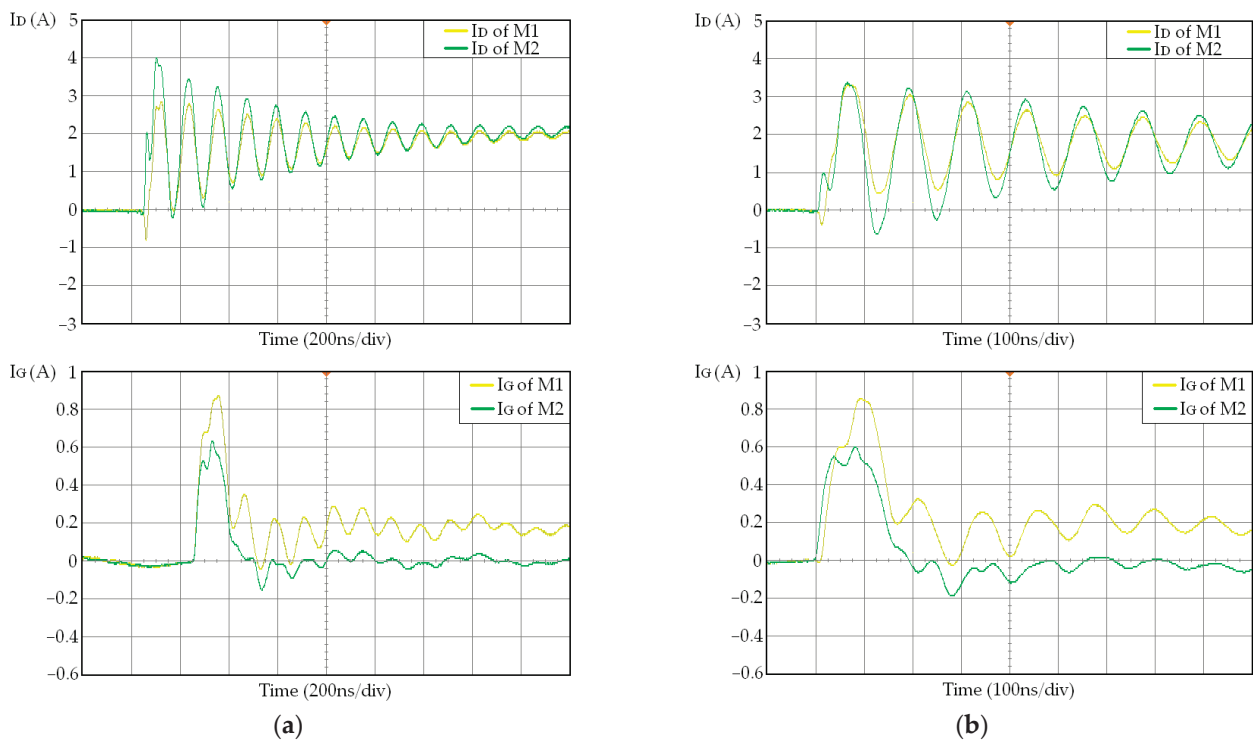 ID (A)
5
4
3
2
1
0
−1
−2
−3
ID of M1
ID of M2
Time (200ns/div)
ID (A)
5
4
3
2
1
0
−1
−2
−3
ID of M1
ID of M2
Time (100ns/div)
IG (A)
1
0.8
0.6
0.4
0.2
0
−0.2
−0.4
−0.6
IG of M1
IG of M2
Time (200ns/div)
(a)
IG (A)
1
0.8
0.6
0.4
0.2
0
−0.2
−0.4
−0.6
IG of M1
IG of M2
Time (100ns/div)
(b)